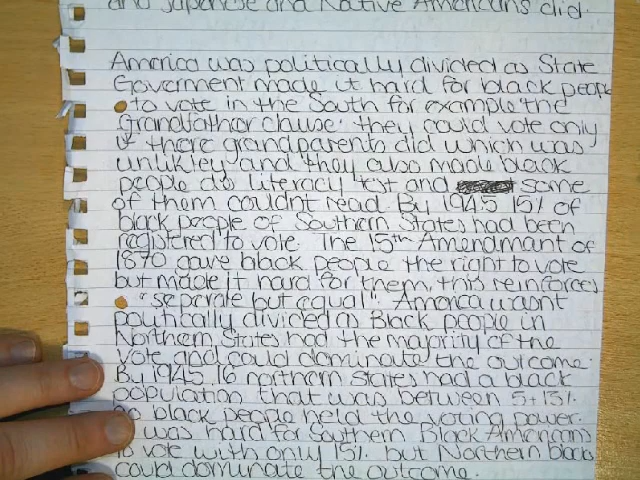 and Japenese and Native Americans did.
America was politically divided as State
Goverment made it hard for black people
to vote in the South for example the
Grandfather clause: they could vote only
if there grandparents did which was
unlikley and they also made black
people do literacy test and some
of them couldnt read. By 1945 15% of
black people of Southern States had been
registered to vote. The 15th Amendmant of
1870 gave black people the right to vote
but made it hard for them, this reinforces
"seperate but equal". America wasnt
politically divided as Black people in
Northern States had the majority of the
vote and could dominate the outcome.
By 1945 16 northern States had a black
population that was between 5+15%
so black people held the voting power.
was hard for Southern Black Americans
to vote with only 15% but Northern blacks
could dominate the outcome.